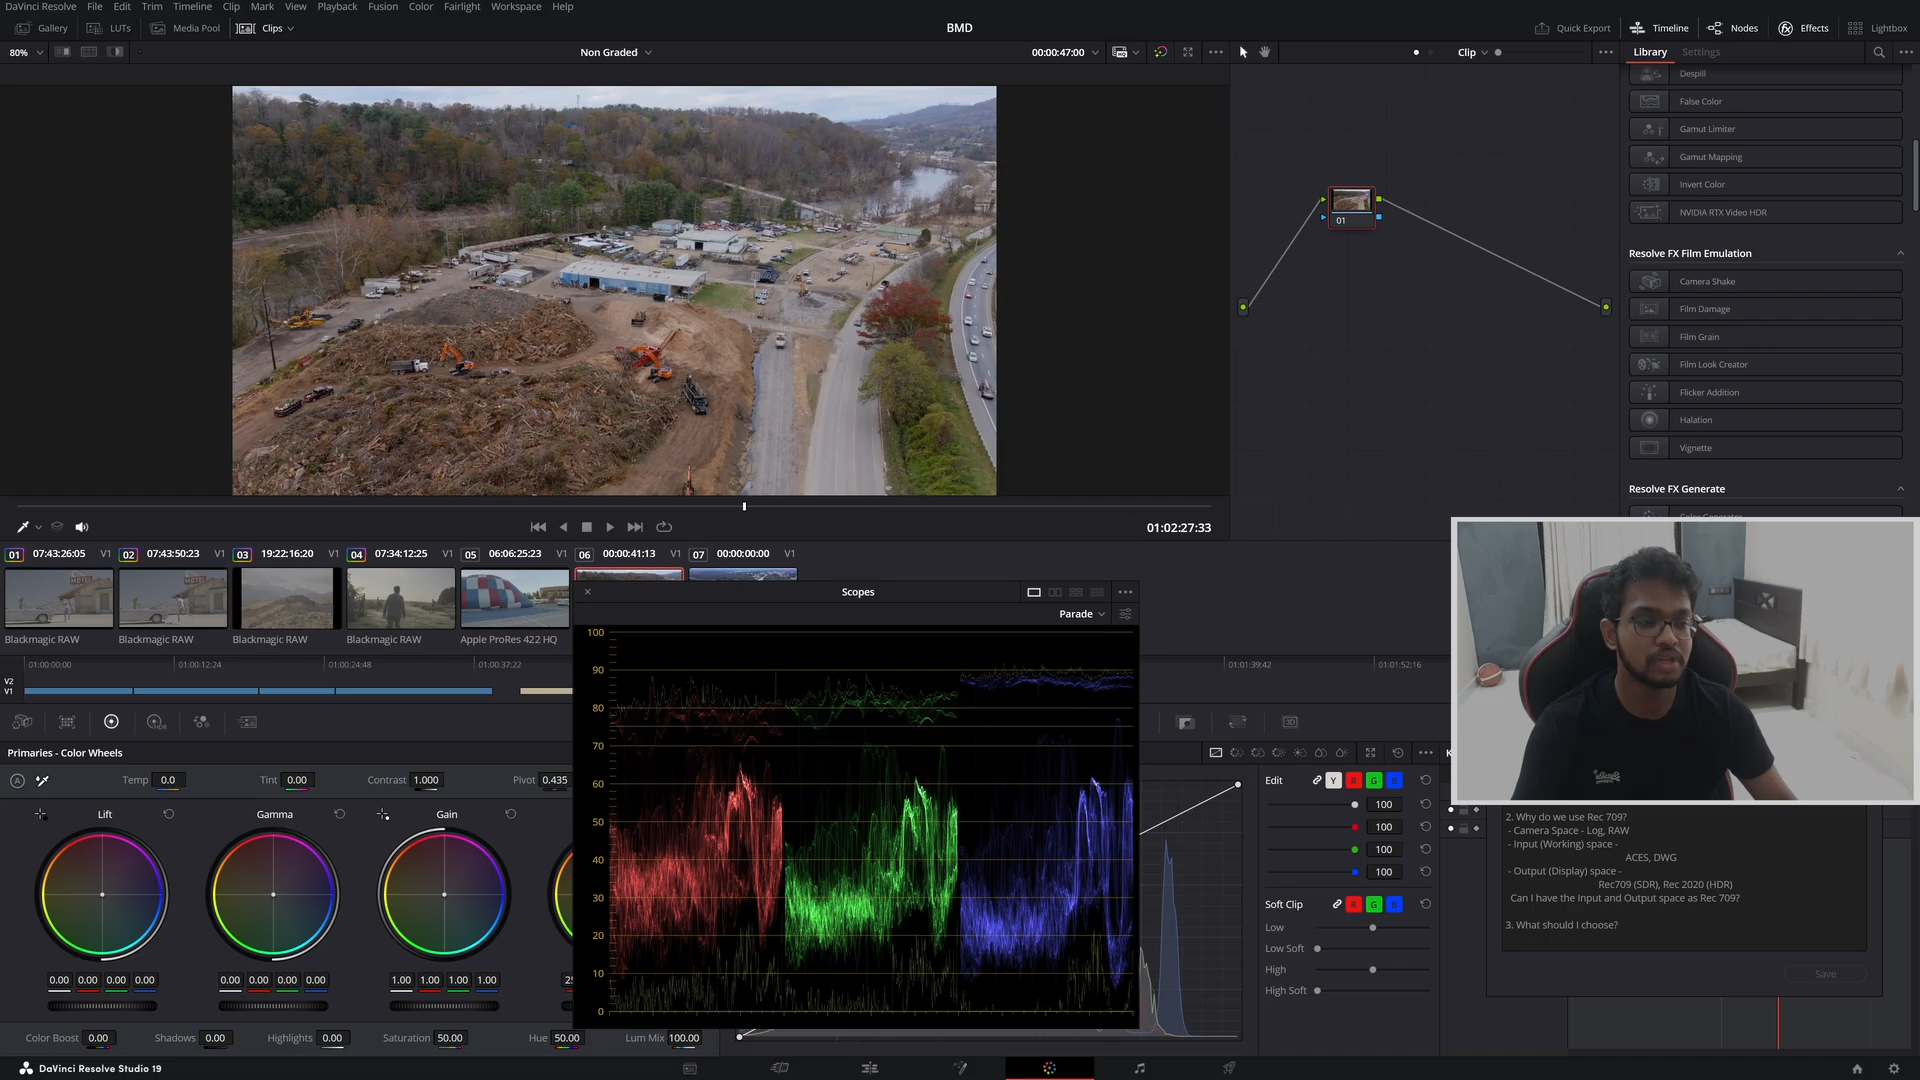 DaVinci Resolve File Edit Trim Timeline Clip Mark View Playback Fusion Color Fairlight Workspace Help
Gallery LUTs Media Pool Clips BMD Quick Export Timeline Nodes Effects Lightbox
80% Non Graded 00:00:47:00 Clip Library Settings
Despill
False Color
Gamut Limiter
Gamut Mapping
Invert Color
NVIDIA RTX Video HDR
Resolve FX Film Emulation
Camera Shake
Film Damage
Film Grain
Film Look Creator
Flicker Addition
Halation
Vignette
Resolve FX Generate
01
01:02:27:33
01 07:43:26:05 V1 02 07:43:50:23 V1 03 19:22:16:20 V1 04 07:34:12:25 V1 05 06:06:25:23 V1 06 00:00:41:13 V1 07 00:00:00:00 V1
Blackmagic RAW Blackmagic RAW Blackmagic RAW Blackmagic RAW Apple ProRes 422 HQ
Scopes
Parade
100
90
80
70
60
50
40
30
20
10
0
01:00:00:00 01:00:12:24 01:00:24:48 01:00:37:22 01:01:39:42 01:01:52:16
V2
V1
Primaries - Color Wheels
Temp 0.0 Tint 0.00 Contrast 1.000 Pivot 0.435
Lift Gamma Gain
0.00 0.00 0.00 0.00 0.00 0.00 0.00 0.00 1.00 1.00 1.00 1.00 25
Color Boost 0.00 Shadows 0.00 Highlights 0.00 Saturation 50.00 Hue 50.00 Lum Mix 100.00
Edit Y R G B
100
100
100
100
Soft Clip R G B
Low
Low Soft
High
High Soft
K
2. Why do we use Rec 709?
- Camera Space - Log, RAW
- Input (Working) space -
ACES, DWG
- Output (Display) space -
Rec709 (SDR), Rec 2020 (HDR)
Can I have the Input and Output space as Rec 709?
3. What should I choose?
Save
DaVinci Resolve Studio 19